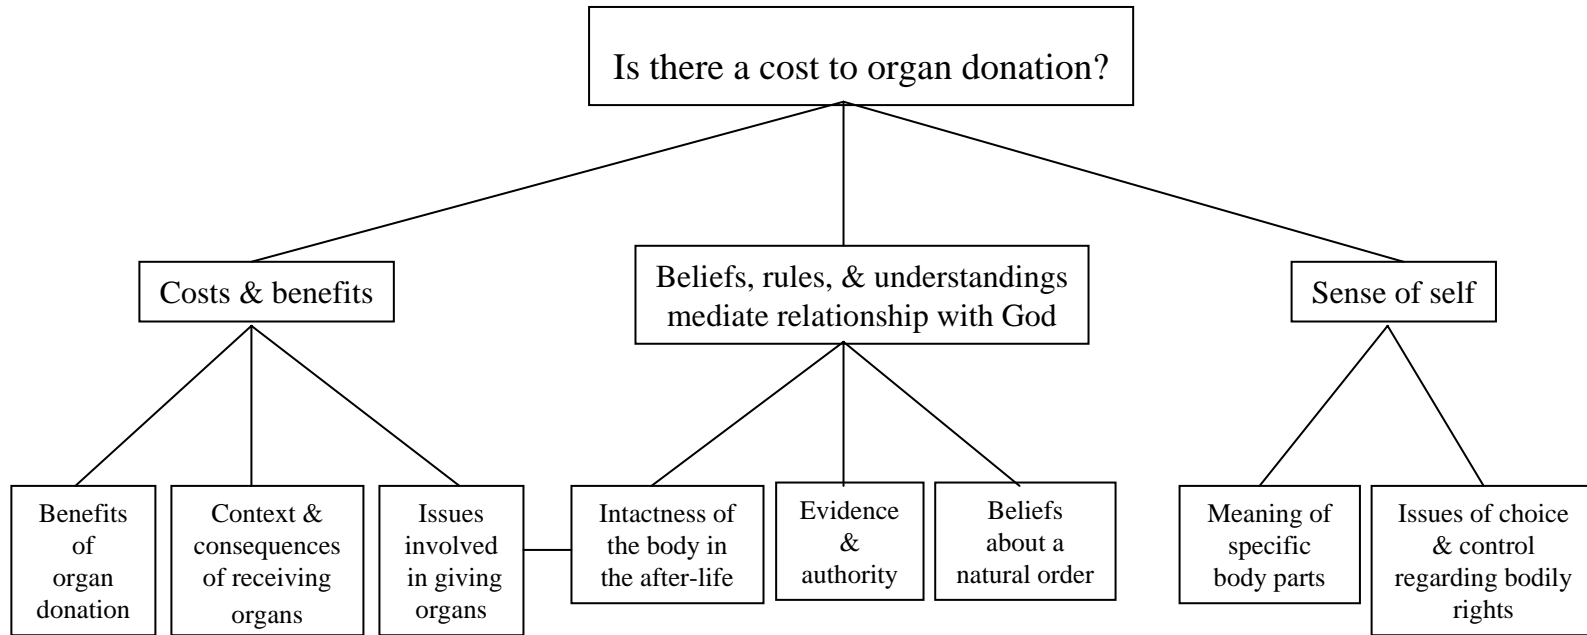 Is there a cost to organ donation?
Costs & benefits
Beliefs, rules, & understandings
mediate relationship with God
Sense of self
Benefits
of
organ
donation
Context &
consequences
of receiving
organs
Issues
involved
in giving
organs
Intactness of
the body in
the after-life
Evidence
&
authority
Beliefs
about a
natural order
Meaning of
specific
body parts
Issues of choice
& control
regarding bodily
rights